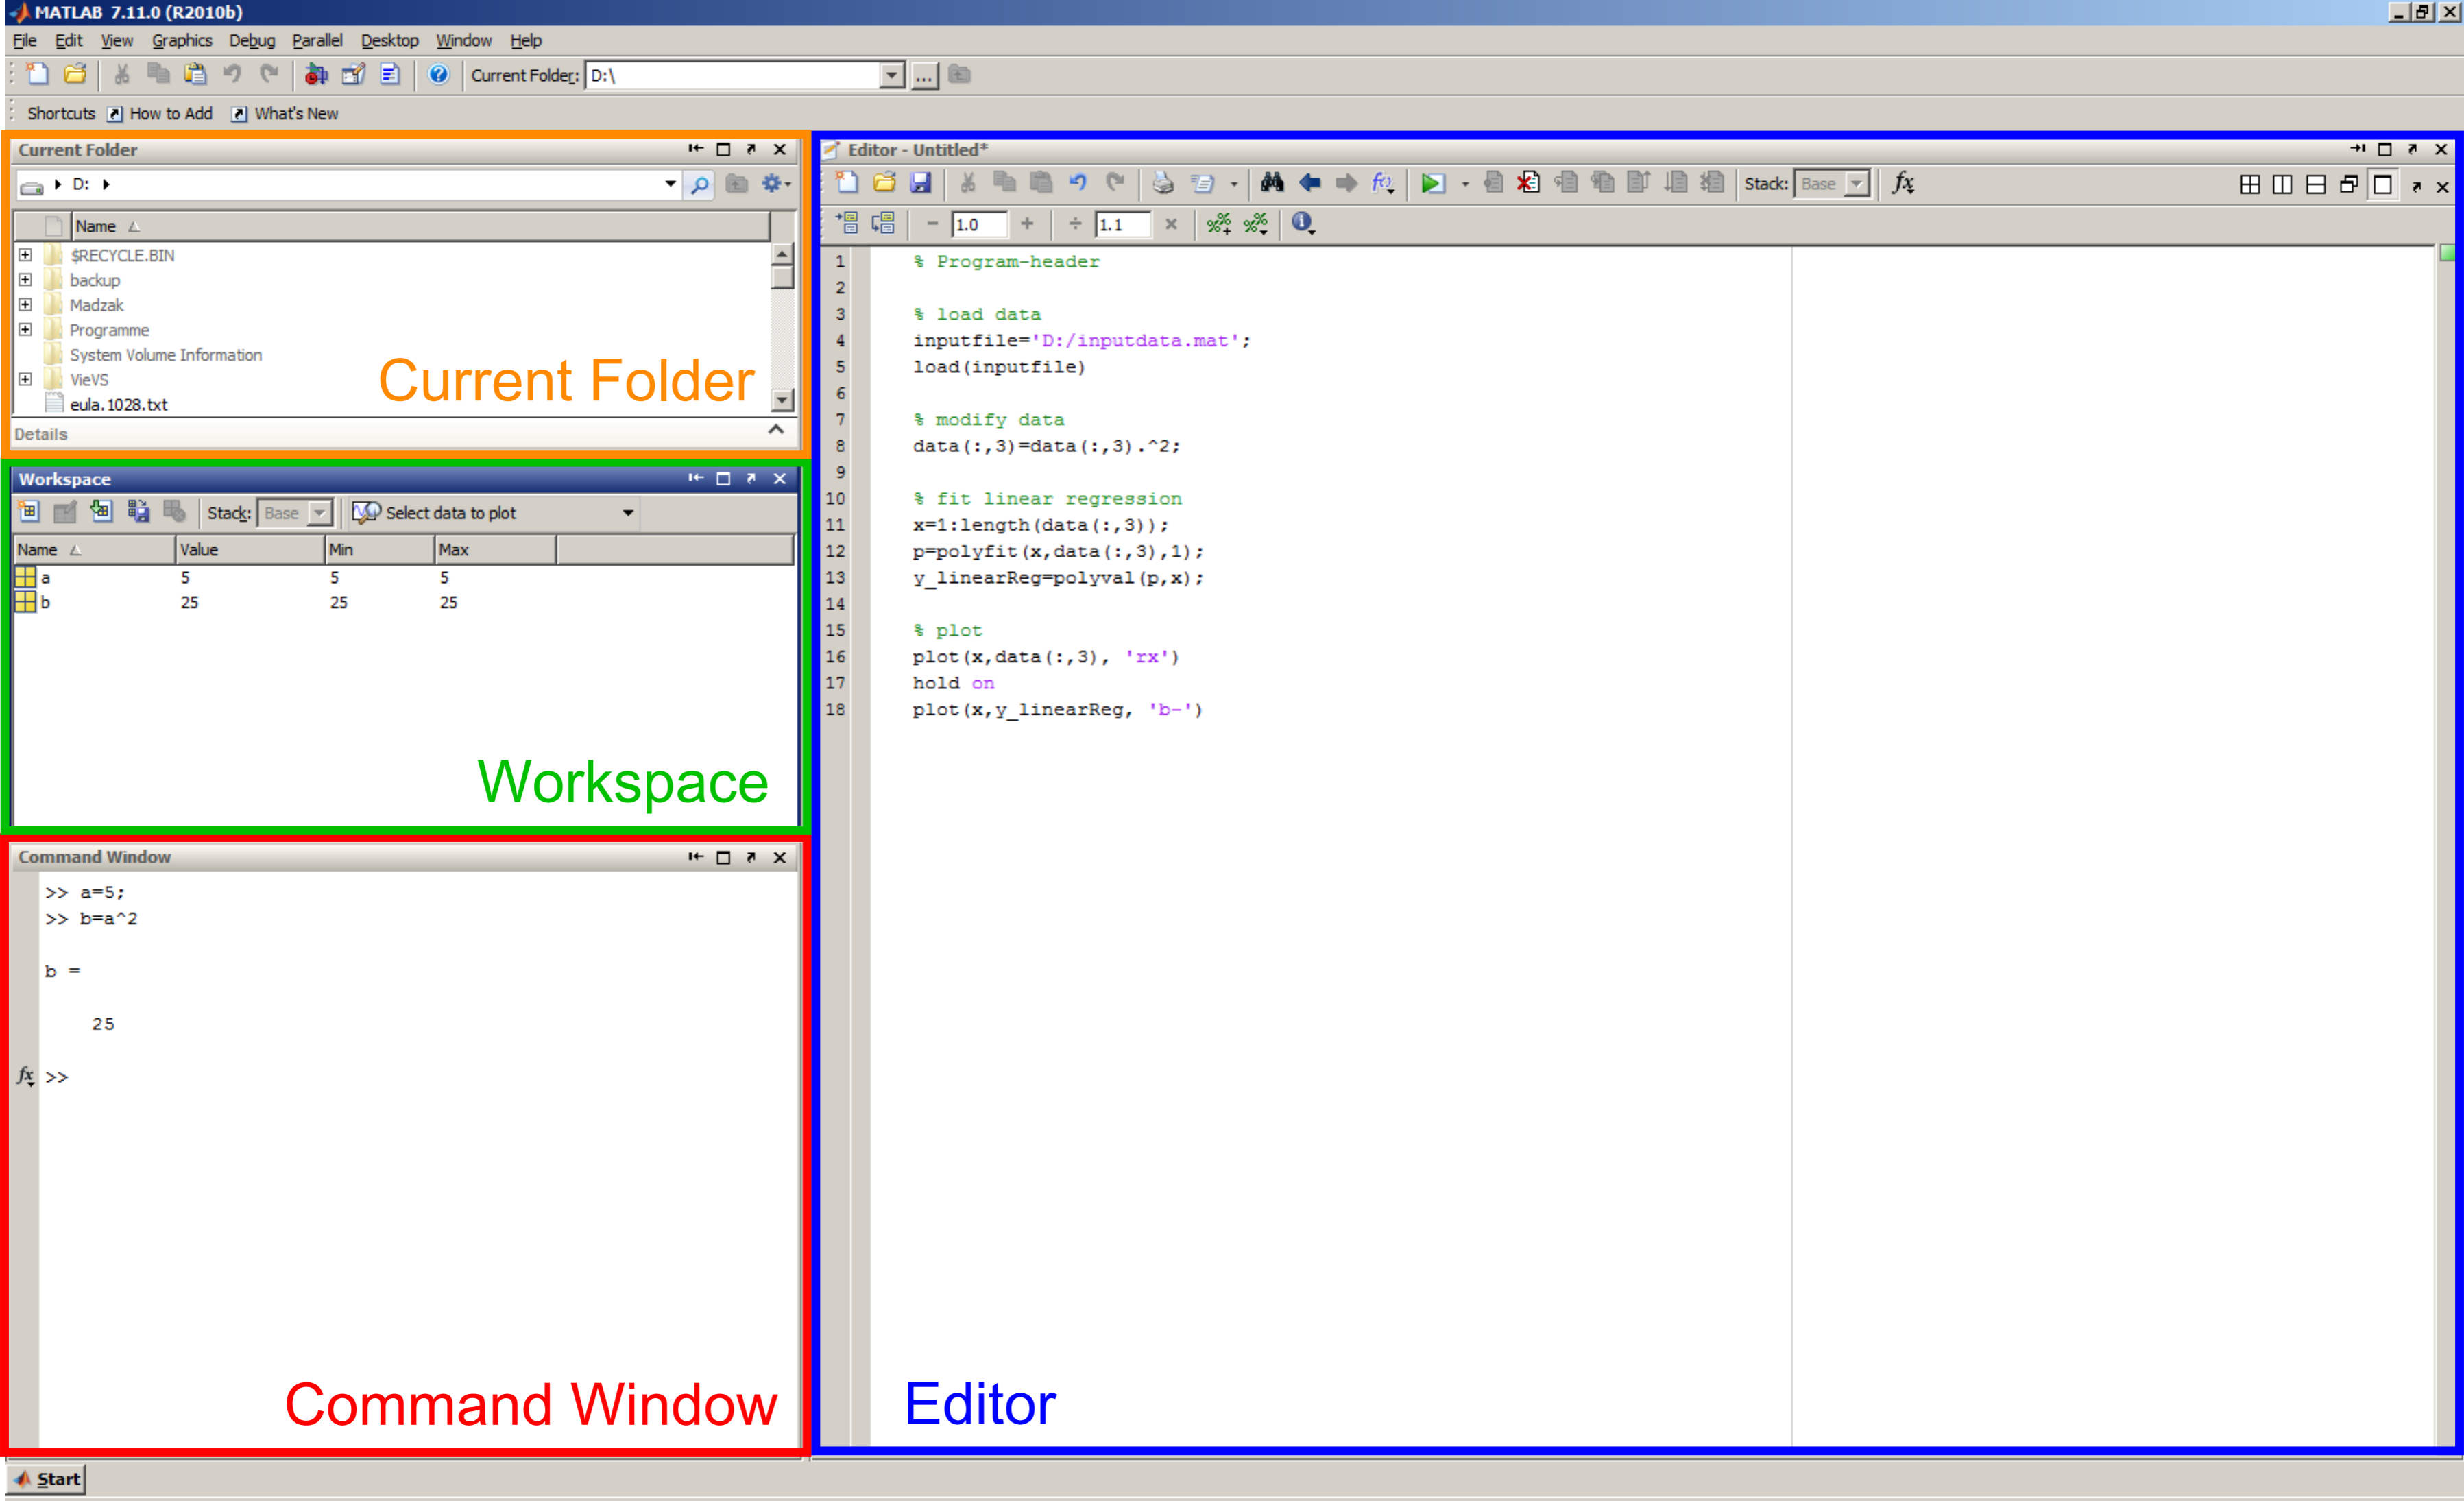 MATLAB 7.11.0 (R2010b)
File Edit View Graphics Debug Parallel Desktop Window Help
Current Folder: D:\ ...
Shortcuts How to Add What's New
Current Folder
D:
Name
$RECYCLE.BIN
backup
Madzak
Programme
System Volume Information
VieVS
eula.1028.txt
Current Folder
Details
Workspace
Stack: Base Select data to plot
Name Value Min Max
a 5 5 5
b 25 25 25
Workspace
Command Window
>> a=5;
>> b=a^2
b =
25
fx >>
Command Window
Editor - Untitled*
Stack: Base fx
- 1.0 + ÷ 1.1 ×
1 % Program-header
2
3 % load data
4 inputfile='D:/inputdata.mat';
5 load(inputfile)
6
7 % modify data
8 data(:,3)=data(:,3).^2;
9
10 % fit linear regression
11 x=1:length(data(:,3));
12 p=polyfit(x,data(:,3),1);
13 y_linearReg=polyval(p,x);
14
15 % plot
16 plot(x,data(:,3), 'rx')
17 hold on
18 plot(x,y_linearReg, 'b-')
Editor
Start